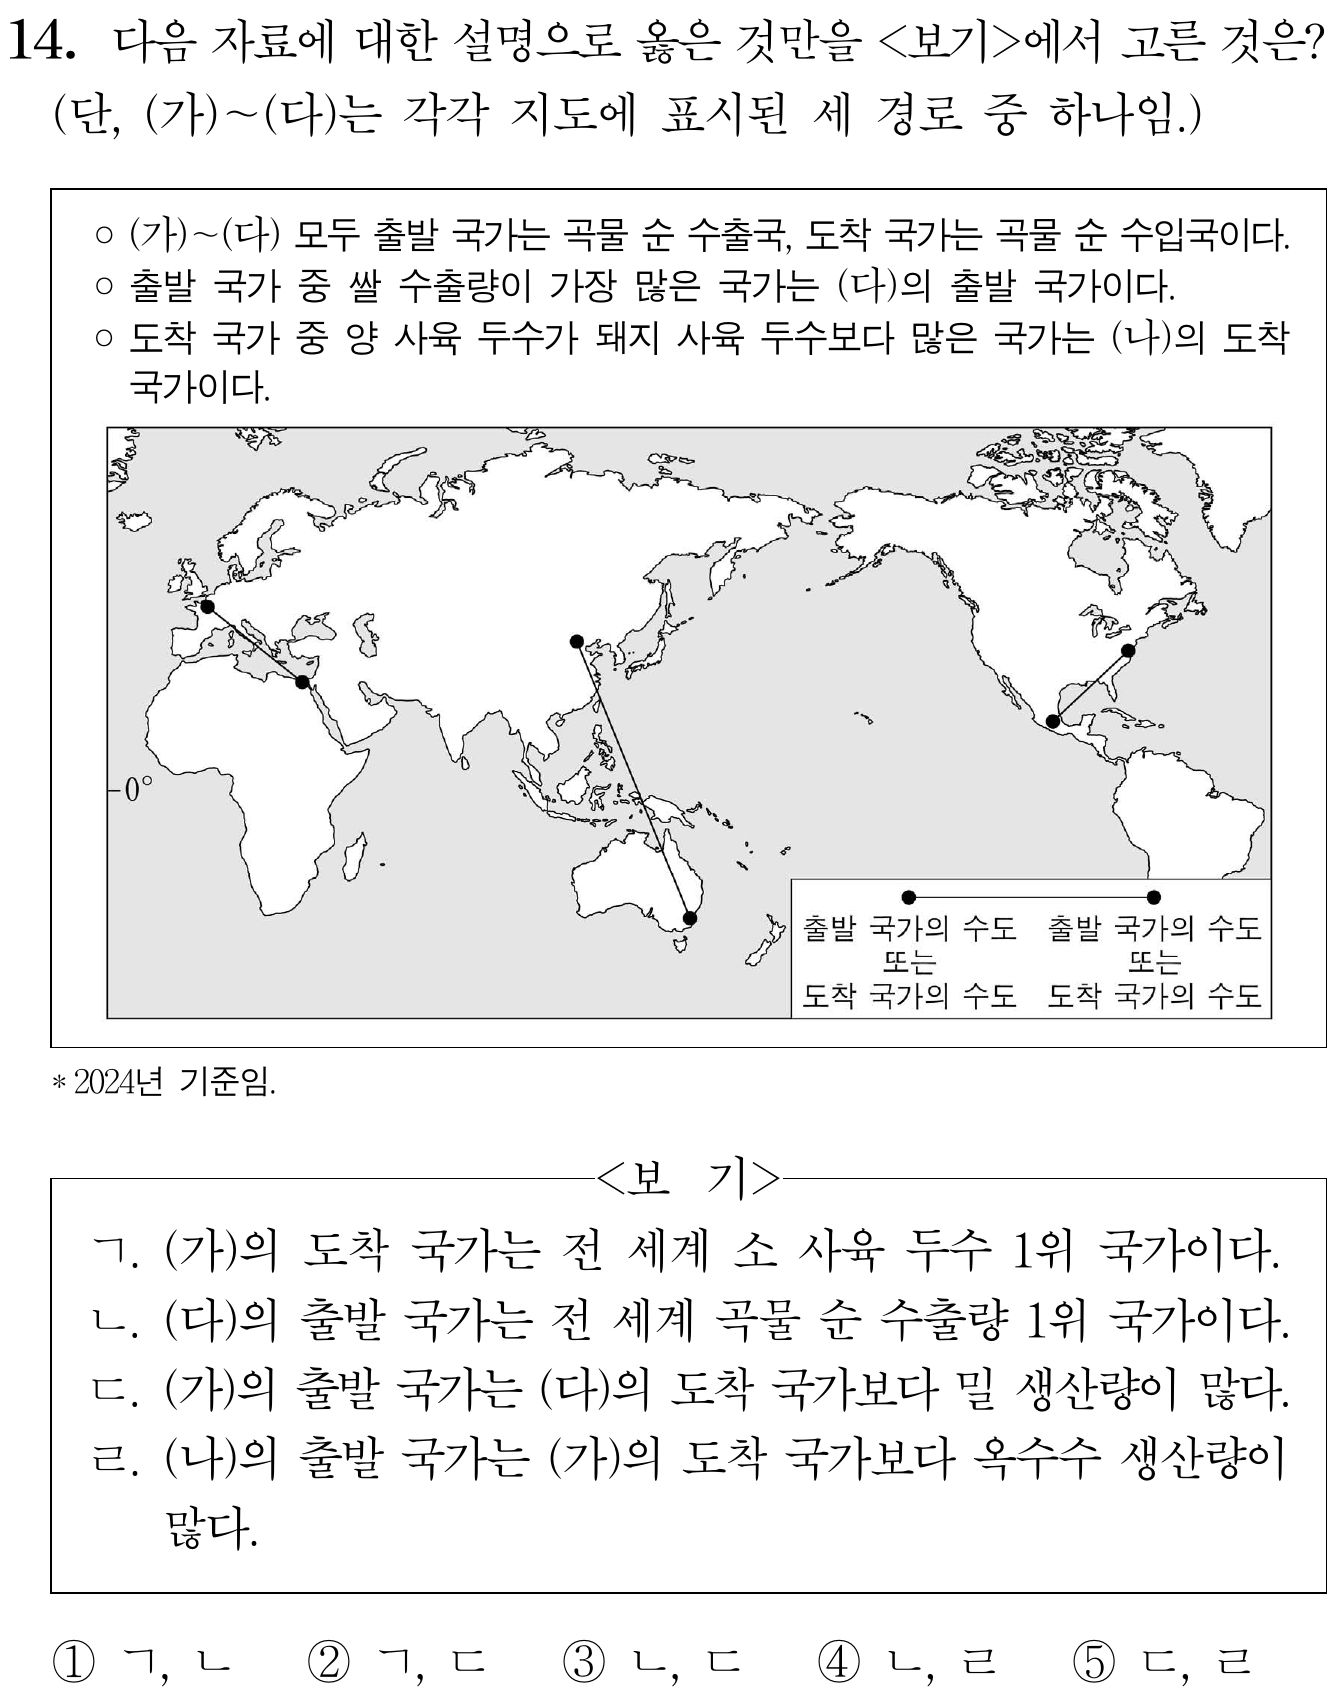 14. 다음 자료에 대한 설명으로 옳은 것만을 <보기>에서 고른 것은?
(단, (가)~(다)는 각각 지도에 표시된 세 경로 중 하나임.)
○ (가)~(다) 모두 출발 국가는 곡물 순 수출국, 도착 국가는 곡물 순 수입국이다.
○ 출발 국가 중 쌀 수출량이 가장 많은 국가는 (다)의 출발 국가이다.
○ 도착 국가 중 양 사육 두수가 돼지 사육 두수보다 많은 국가는 (나)의 도착
국가이다.
0°
출발 국가의 수도 출발 국가의 수도
또는 또는
도착 국가의 수도 도착 국가의 수도
* 2024년 기준임.
<보 기>
ㄱ. (가)의 도착 국가는 전 세계 소 사육 두수 1위 국가이다.
ㄴ. (다)의 출발 국가는 전 세계 곡물 순 수출량 1위 국가이다.
ㄷ. (가)의 출발 국가는 (다)의 도착 국가보다 밀 생산량이 많다.
ㄹ. (나)의 출발 국가는 (가)의 도착 국가보다 옥수수 생산량이
많다.
① ㄱ, ㄴ ② ㄱ, ㄷ ③ ㄴ, ㄷ ④ ㄴ, ㄹ ⑤ ㄷ, ㄹ